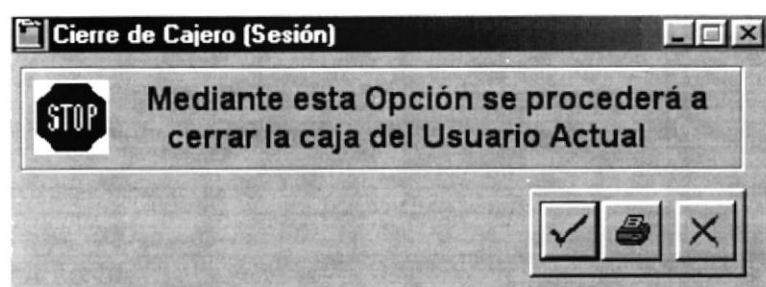 Cierre de Cajero (Sesión)
STOP
Mediante esta Opción se procederá a
cerrar la caja del Usuario Actual